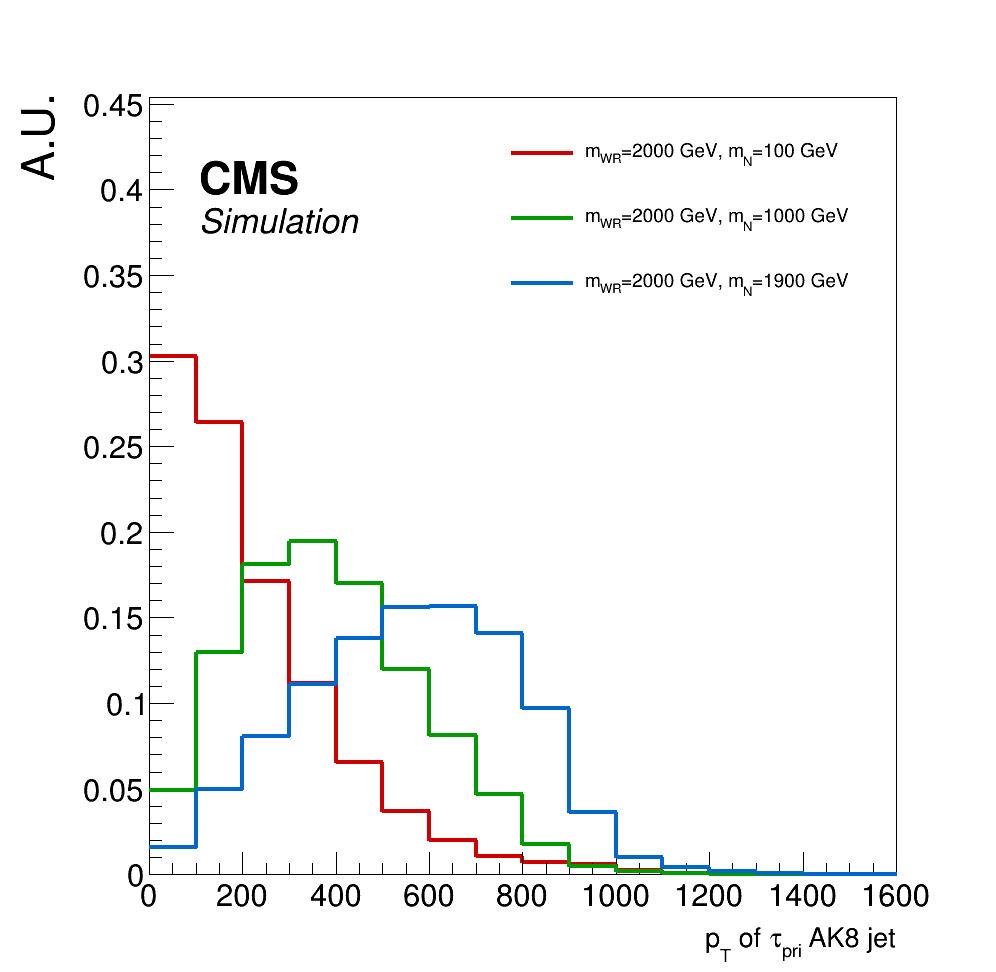 A.U.
0.45
0.4
0.35
0.3
0.25
0.2
0.15
0.1
0.05
0
CMS
Simulation
m_WR=2000 GeV, m_N=100 GeV
m_WR=2000 GeV, m_N=1000 GeV
m_WR=2000 GeV, m_N=1900 GeV
0 200 400 600 800 1000 1200 1400 1600
p_T of τ_pri AK8 jet